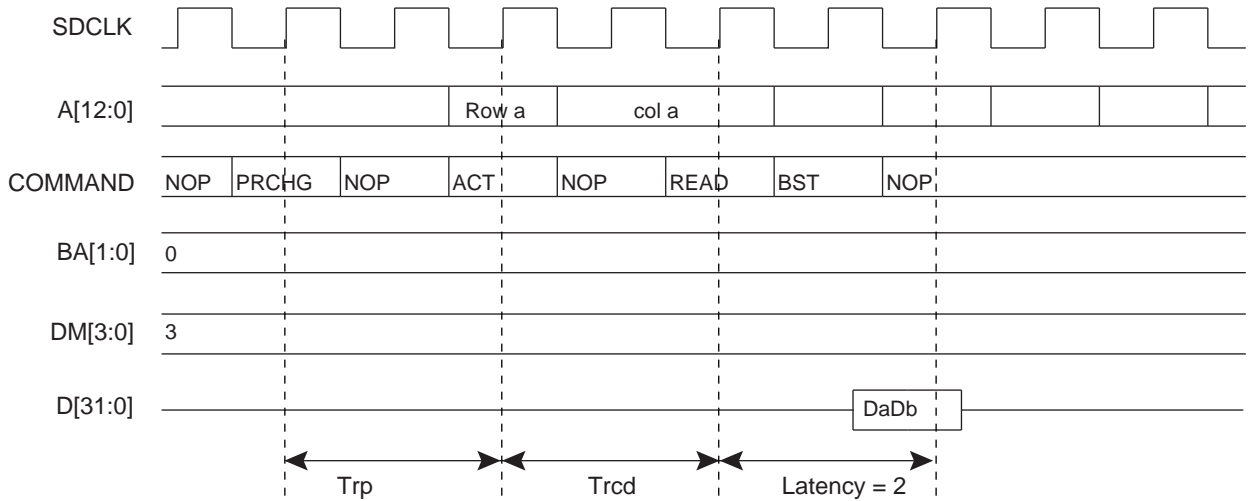 SDCLK
A[12:0] Row a col a
COMMAND NOP PRCHG NOP ACT NOP READ BST NOP
BA[1:0] 0
DM[3:0] 3
D[31:0] DaDb
Trp Trcd Latency = 2